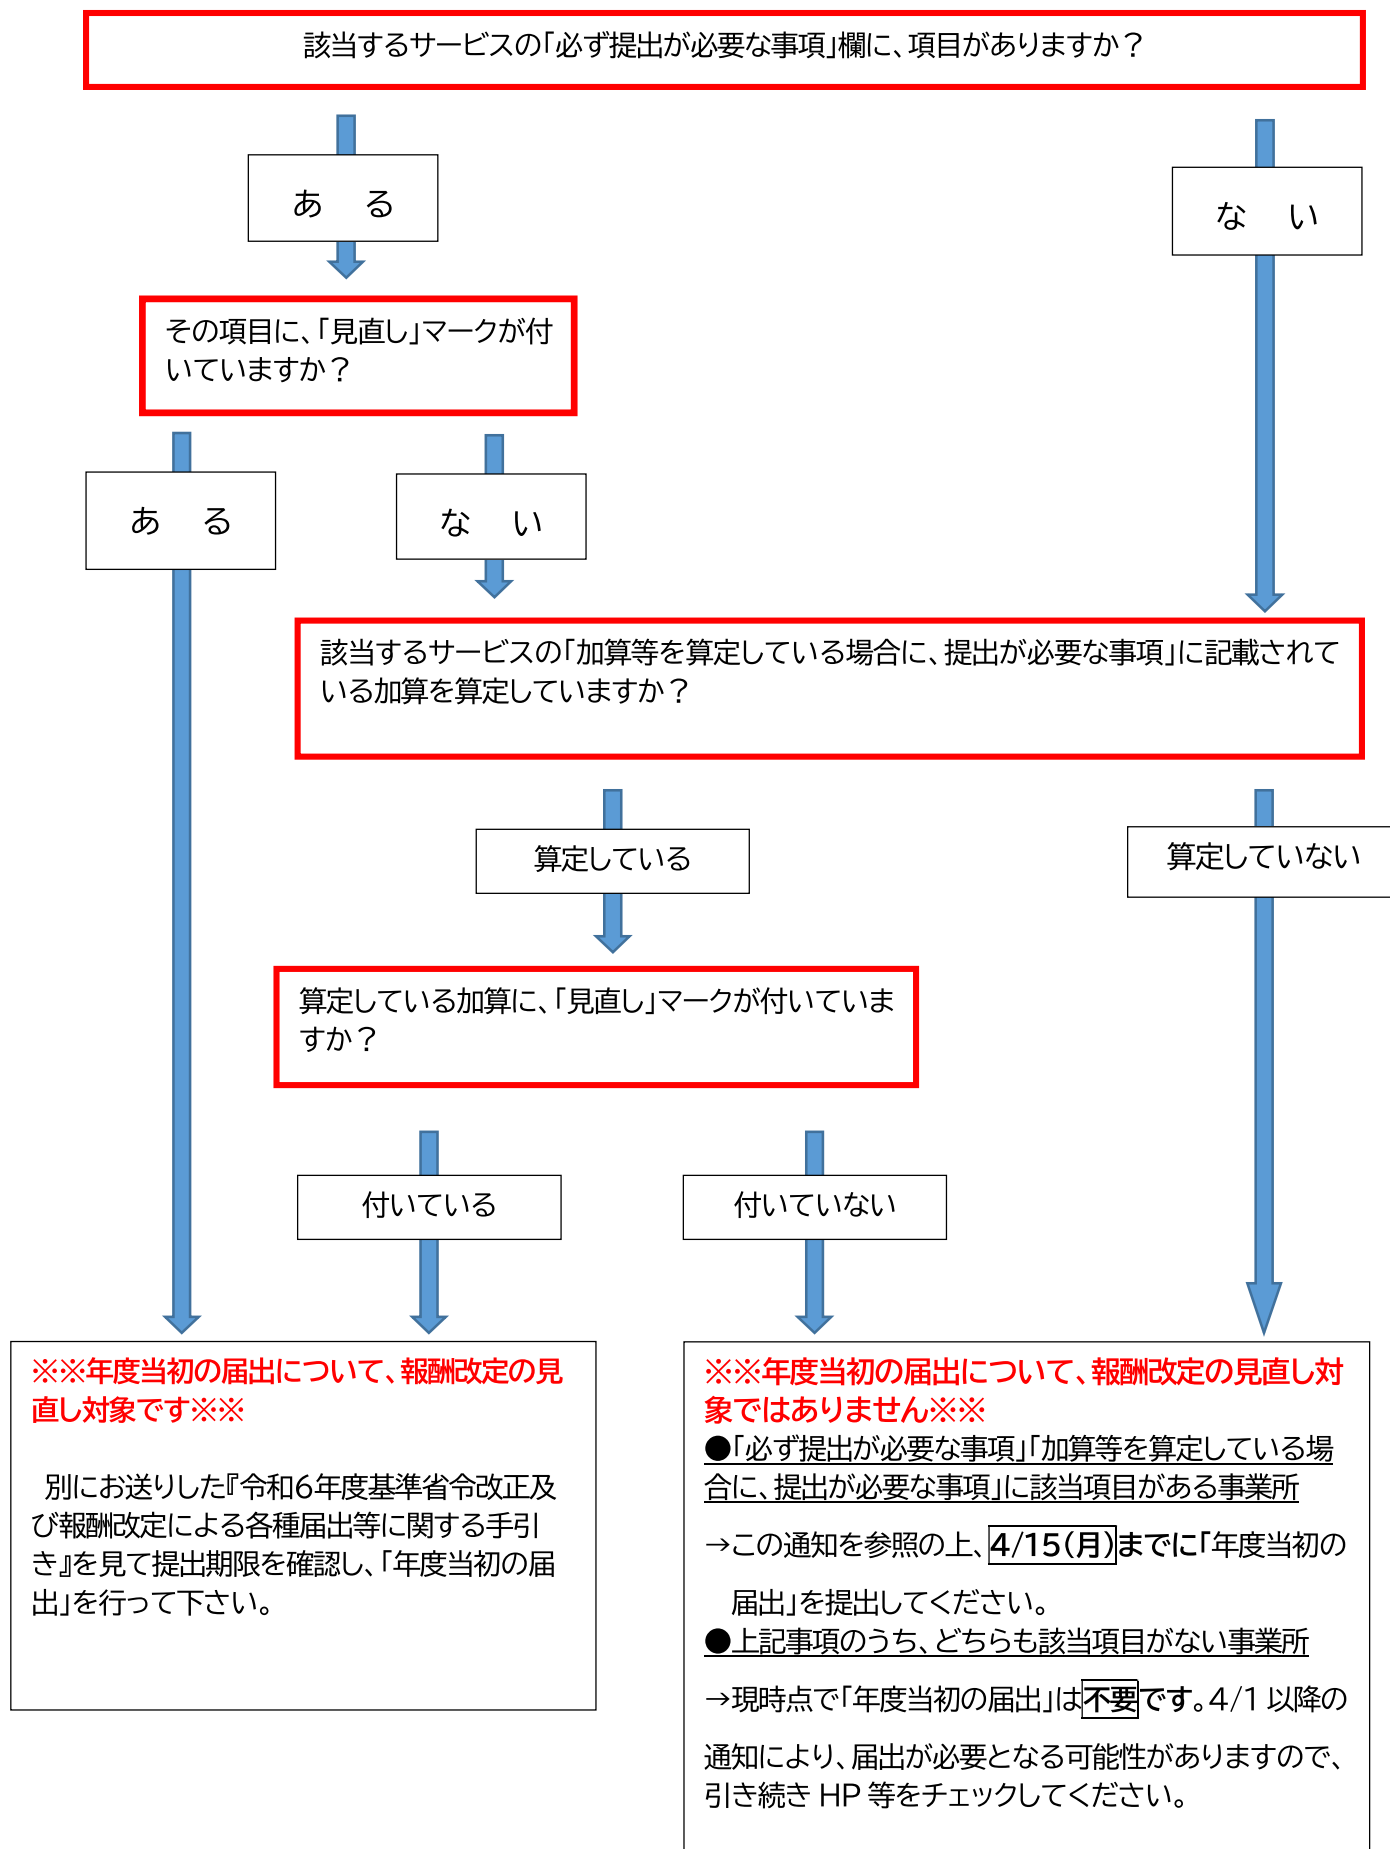 該当するサービスの「必ず提出が必要な事項」欄に、項目がありますか？
ある
ない
その項目に、「見直し」マークが付
いていますか？
ある
ない
該当するサービスの「加算等を算定している場合に、提出が必要な事項」に記載されて
いる加算を算定していますか？
算定している
算定していない
算定している加算に、「見直し」マークが付いていま
すか？
付いている
付いていない
※※年度当初の届出について、報酬改定の見
直し対象です※※
別にお送りした『令和６年度基準省令改正及
び報酬改定による各種届出等に関する手引
き』を見て提出期限を確認し、「年度当初の届
出」を行って下さい。
※※年度当初の届出について、報酬改定の見直し対
象ではありません※※
●「必ず提出が必要な事項」「加算等を算定している場
合に、提出が必要な事項」に該当項目がある事業所
→この通知を参照の上、４/１５（月）までに「年度当初の
届出」を提出してください。
●上記事項のうち、どちらも該当項目がない事業所
→現時点で「年度当初の届出」は不要です。４/１以降の
通知により、届出が必要となる可能性がありますので、
引き続き HP 等をチェックしてください。